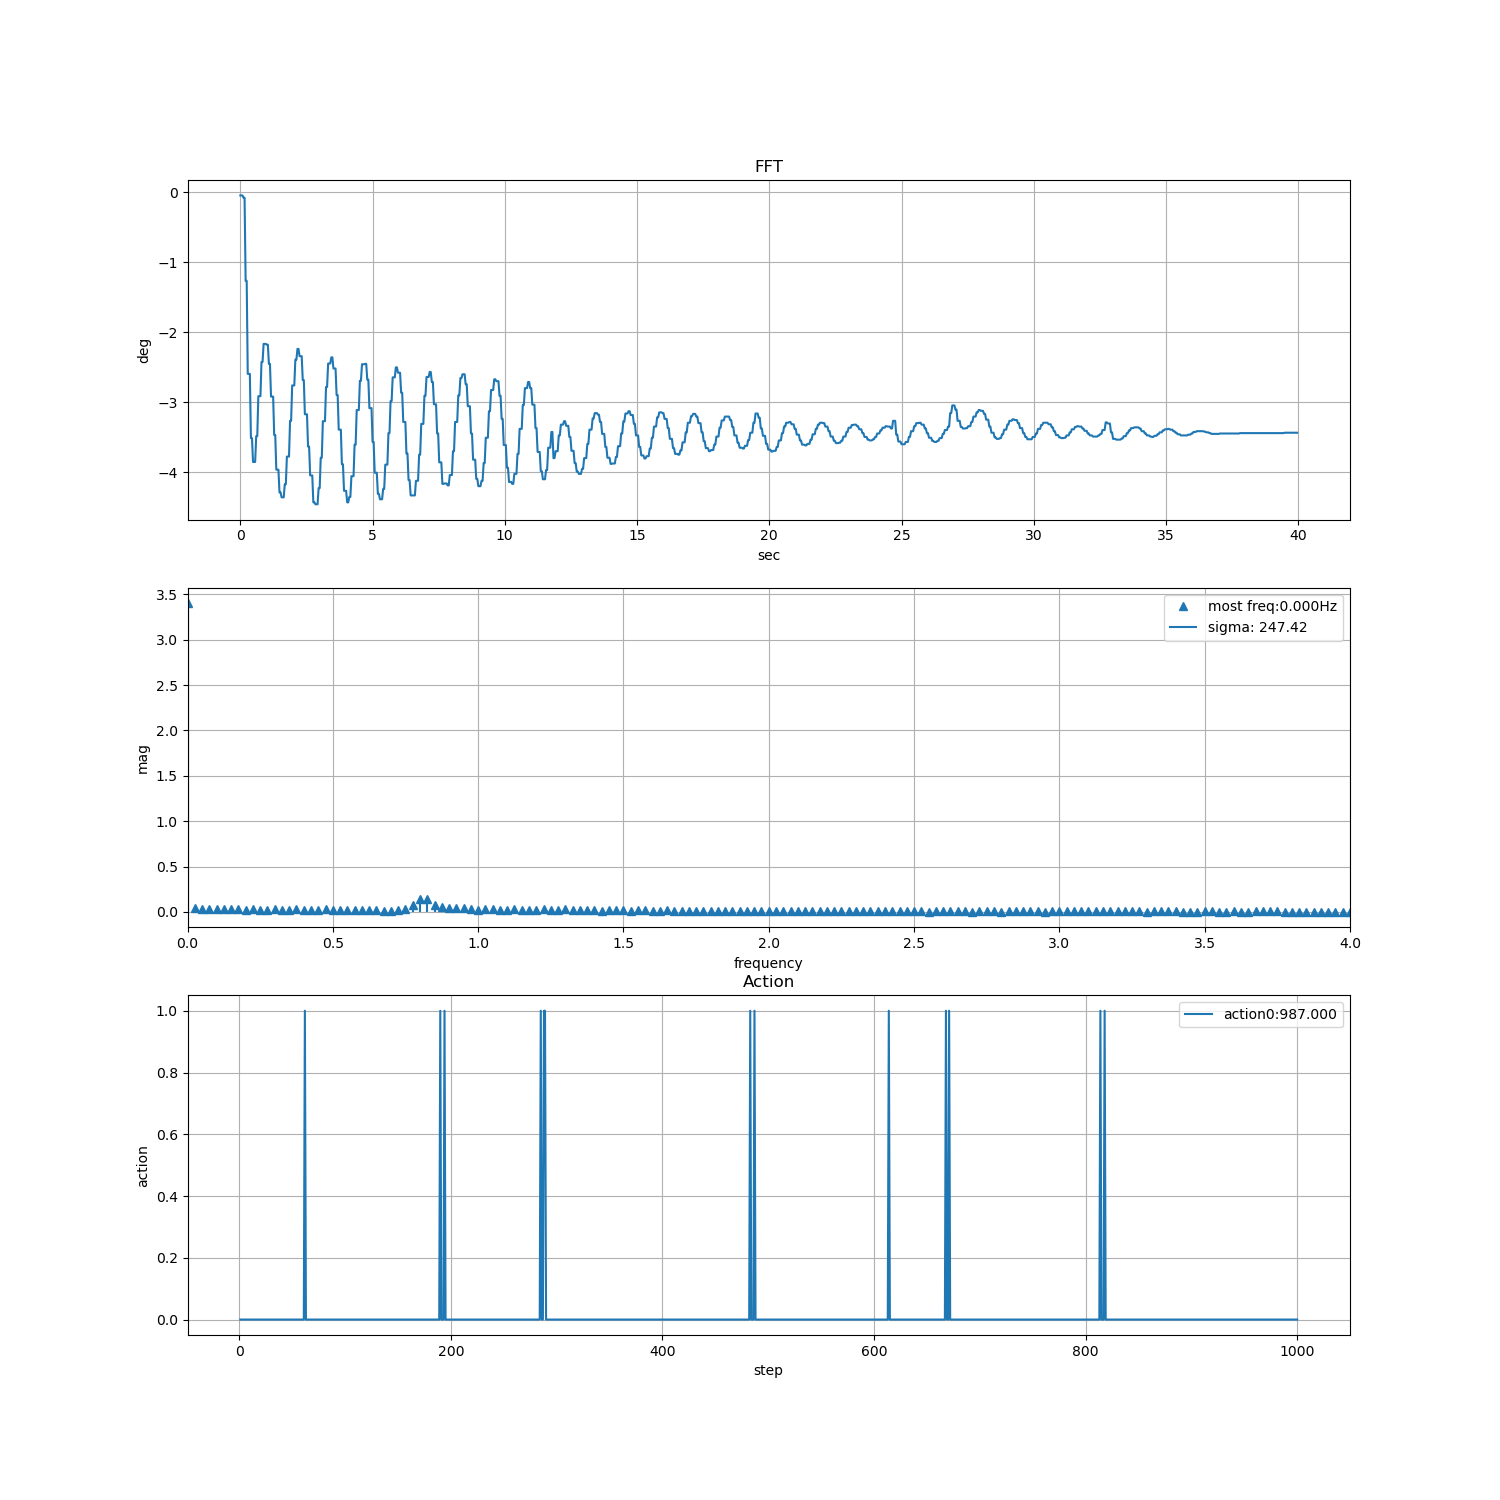 FFT
0
−1
−2
−3
−4
deg
0 5 10 15 20 25 30 35 40
sec
3.5
3.0
2.5
2.0
1.5
1.0
0.5
0.0
mag
most freq:0.000Hz
sigma: 247.42
0.0 0.5 1.0 1.5 2.0 2.5 3.0 3.5 4.0
frequency
Action
1.0
0.8
0.6
0.4
0.2
0.0
action
action0:987.000
0 200 400 600 800 1000
step